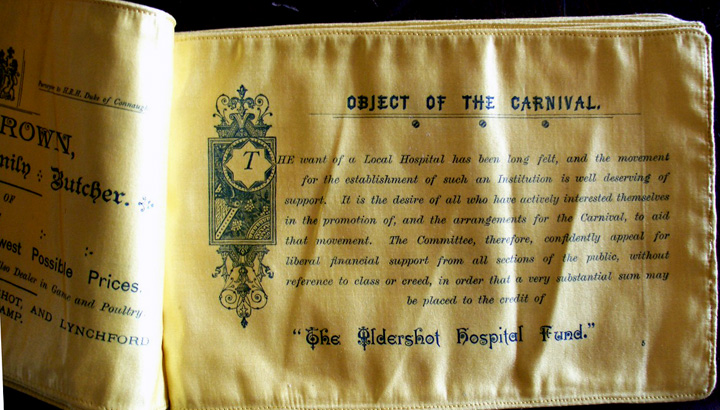 Purveyor to H.R.H. Duke of Connaught
ROWN,
mily Butcher.
OF
west Possible Prices.
Also Dealer in Game and Poultry
SHOT, AND LYNCHFORD
AMP.
OBJECT OF THE CARNIVAL.
THE want of a Local Hospital has been long felt, and the movement
for the establishment of such an Institution is well deserving of
support. It is the desire of all who have actively interested themselves
in the promotion of, and the arrangements for the Carnival, to aid
that movement. The Committee, therefore, confidently appeal for
liberal financial support from all sections of the public, without
reference to class or creed, in order that a very substantial sum may
be placed to the credit of
"The Aldershot Hospital Fund."